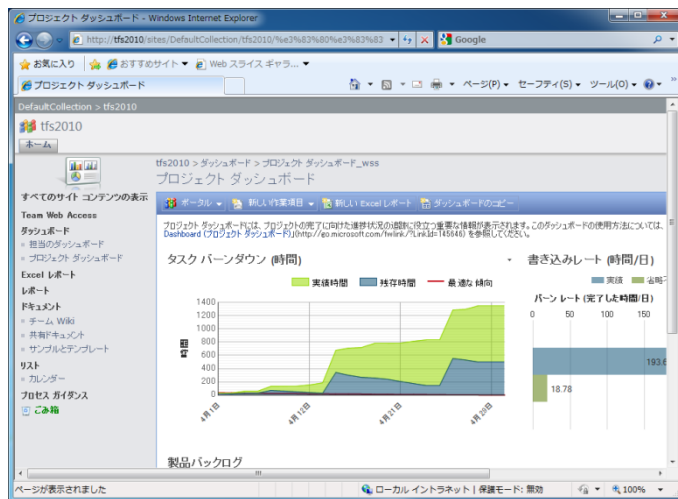 プロジェクト ダッシュボード - Windows Internet Explorer
http://tfs2010/sites/DefaultCollection/tfs2010/%e3%83%80%e3%83%83%83
Google
お気に入り おすすめサイト Web スライス ギャラ...
プロジェクト ダッシュボード
ページ(P) セーフティ(S) ツール(O)
DefaultCollection > tfs2010
tfs2010
ホーム
tfs2010 > ダッシュボード > プロジェクト ダッシュボード_wss
プロジェクト ダッシュボード
すべてのサイト コンテンツの表示
Team Web Access
ダッシュボード
担当のダッシュボード
プロジェクト ダッシュボード
Excel レポート
レポート
ドキュメント
チーム Wiki
共有ドキュメント
サンプルとテンプレート
リスト
カレンダー
プロセス ガイダンス
ごみ箱
ポータル 新しい作業項目 新しい Excel レポート ダッシュボードのコピー
プロジェクト ダッシュボードには、プロジェクトの完了に向けた進捗状況の追跡に役立つ重要な情報が表示されます。このダッシュボードの使用方法については、
Dashboard (プロジェクト ダッシュボード)](http://go.microsoft.com/fwlink/?LinkId=145646) を参照してください。
タスク バーンダウン (時間)
実績時間 残存時間 最適な傾向
時間
1400
1200
1000
800
600
400
200
0
4月1日 4月12日 4月21日 4月29日
書き込みレート (時間/日)
実績
バーン レート (完了した時間/日)
0 50 100 150
193.6
18.78
製品バックログ
ページが表示されました
ローカル イントラネット | 保護モード: 無効
100%